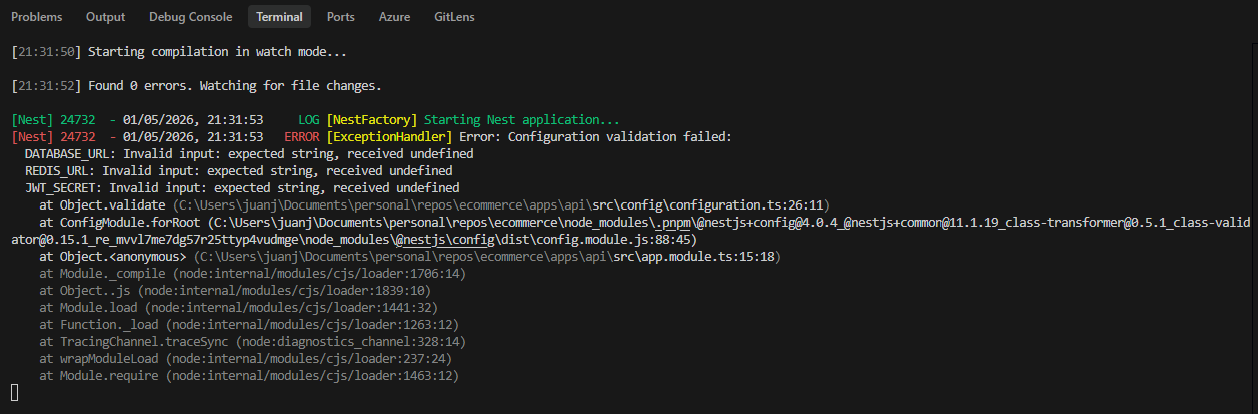 Problems Output Debug Console Terminal Ports Azure GitLens
[21:31:50] Starting compilation in watch mode...
[21:31:52] Found 0 errors. Watching for file changes.
[Nest] 24732  - 01/05/2026, 21:31:53     LOG [NestFactory] Starting Nest application...
[Nest] 24732  - 01/05/2026, 21:31:53   ERROR [ExceptionHandler] Error: Configuration validation failed:
  DATABASE_URL: Invalid input: expected string, received undefined
  REDIS_URL: Invalid input: expected string, received undefined
  JWT_SECRET: Invalid input: expected string, received undefined
    at Object.validate (C:\Users\juanj\Documents\personal\repos\ecommerce\apps\api\src\config\configuration.ts:26:11)
    at ConfigModule.forRoot (C:\Users\juanj\Documents\personal\repos\ecommerce\node_modules\.pnpm\@nestjs+config@4.0.4_@nestjs+common@11.1.19_class-transformer@0.5.1_class-valid
ator@0.15.1_re_mvvl7me7dg57r25ttyp4vudmge\node_modules\@nestjs\config\dist\config.module.js:88:45)
    at Object.<anonymous> (C:\Users\juanj\Documents\personal\repos\ecommerce\apps\api\src\app.module.ts:15:18)
    at Module._compile (node:internal/modules/cjs/loader:1706:14)
    at Object..js (node:internal/modules/cjs/loader:1839:10)
    at Module.load (node:internal/modules/cjs/loader:1441:32)
    at Function._load (node:internal/modules/cjs/loader:1263:12)
    at TracingChannel.traceSync (node:diagnostics_channel:328:14)
    at wrapModuleLoad (node:internal/modules/cjs/loader:237:24)
    at Module.require (node:internal/modules/cjs/loader:1463:12)